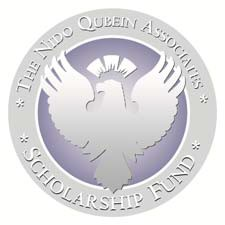 * The Nido Qubein Associates *
Scholarship Fund